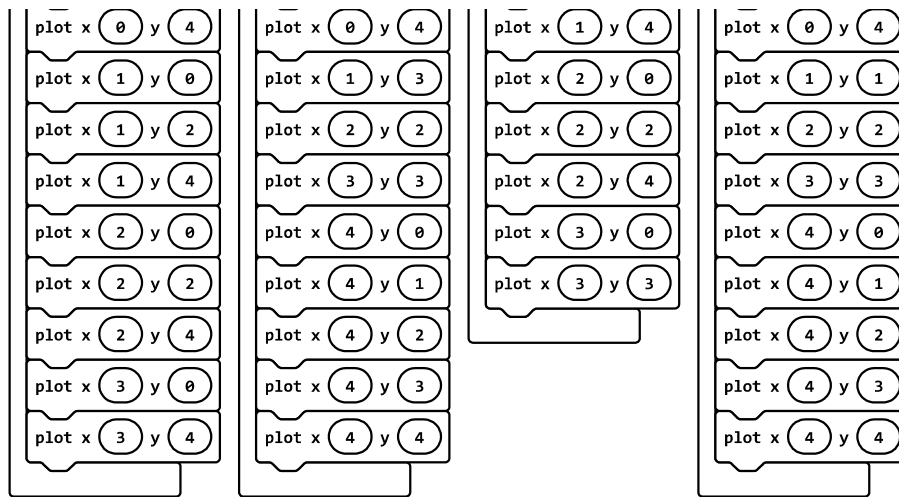 plot x 0 y 4
plot x 1 y 0
plot x 1 y 2
plot x 1 y 4
plot x 2 y 0
plot x 2 y 2
plot x 2 y 4
plot x 3 y 0
plot x 3 y 4
plot x 0 y 4
plot x 1 y 3
plot x 2 y 2
plot x 3 y 3
plot x 4 y 0
plot x 4 y 1
plot x 4 y 2
plot x 4 y 3
plot x 4 y 4
plot x 1 y 4
plot x 2 y 0
plot x 2 y 2
plot x 2 y 4
plot x 3 y 0
plot x 3 y 3
plot x 0 y 4
plot x 1 y 1
plot x 2 y 2
plot x 3 y 3
plot x 4 y 0
plot x 4 y 1
plot x 4 y 2
plot x 4 y 3
plot x 4 y 4